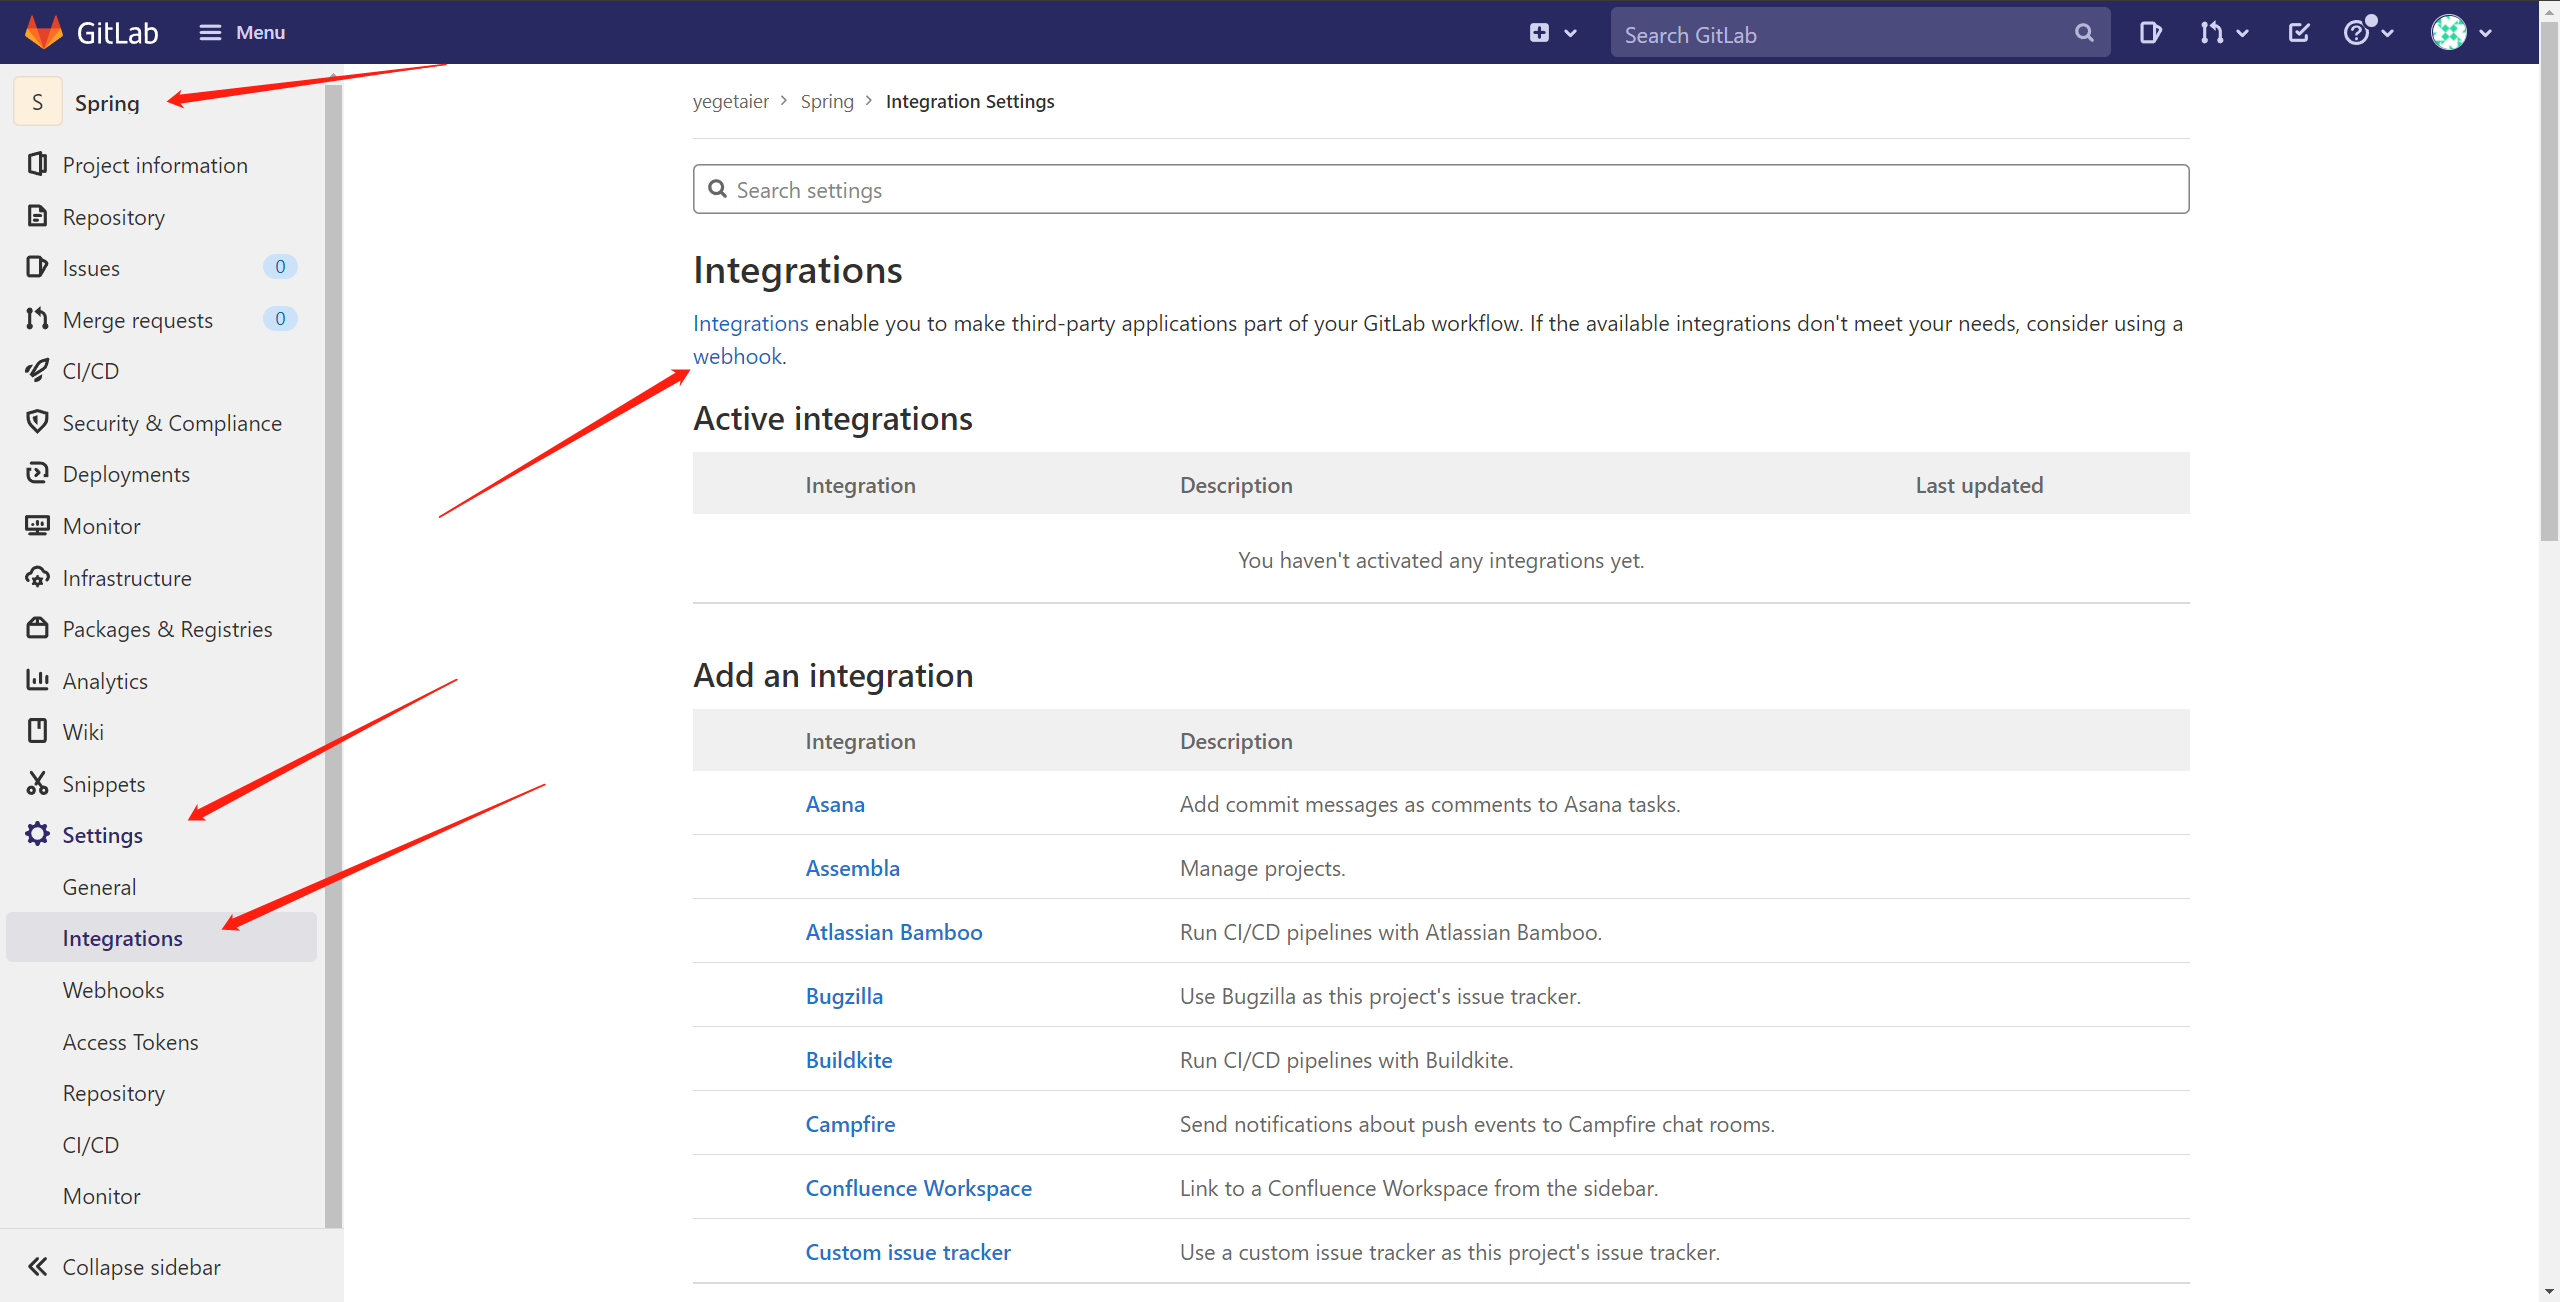 GitLab
Menu
Search GitLab
S
Spring
Project information
Repository
Issues 0
Merge requests 0
CI/CD
Security & Compliance
Deployments
Monitor
Infrastructure
Packages & Registries
Analytics
Wiki
Snippets
Settings
General
Integrations
Webhooks
Access Tokens
Repository
CI/CD
Monitor
Collapse sidebar
yegetaier > Spring > Integration Settings
Search settings
Integrations
Integrations enable you to make third-party applications part of your GitLab workflow. If the available integrations don't meet your needs, consider using a
webhook.
Active integrations
Integration Description Last updated
You haven't activated any integrations yet.
Add an integration
Integration Description
Asana Add commit messages as comments to Asana tasks.
Assembla Manage projects.
Atlassian Bamboo Run CI/CD pipelines with Atlassian Bamboo.
Bugzilla Use Bugzilla as this project's issue tracker.
Buildkite Run CI/CD pipelines with Buildkite.
Campfire Send notifications about push events to Campfire chat rooms.
Confluence Workspace Link to a Confluence Workspace from the sidebar.
Custom issue tracker Use a custom issue tracker as this project's issue tracker.